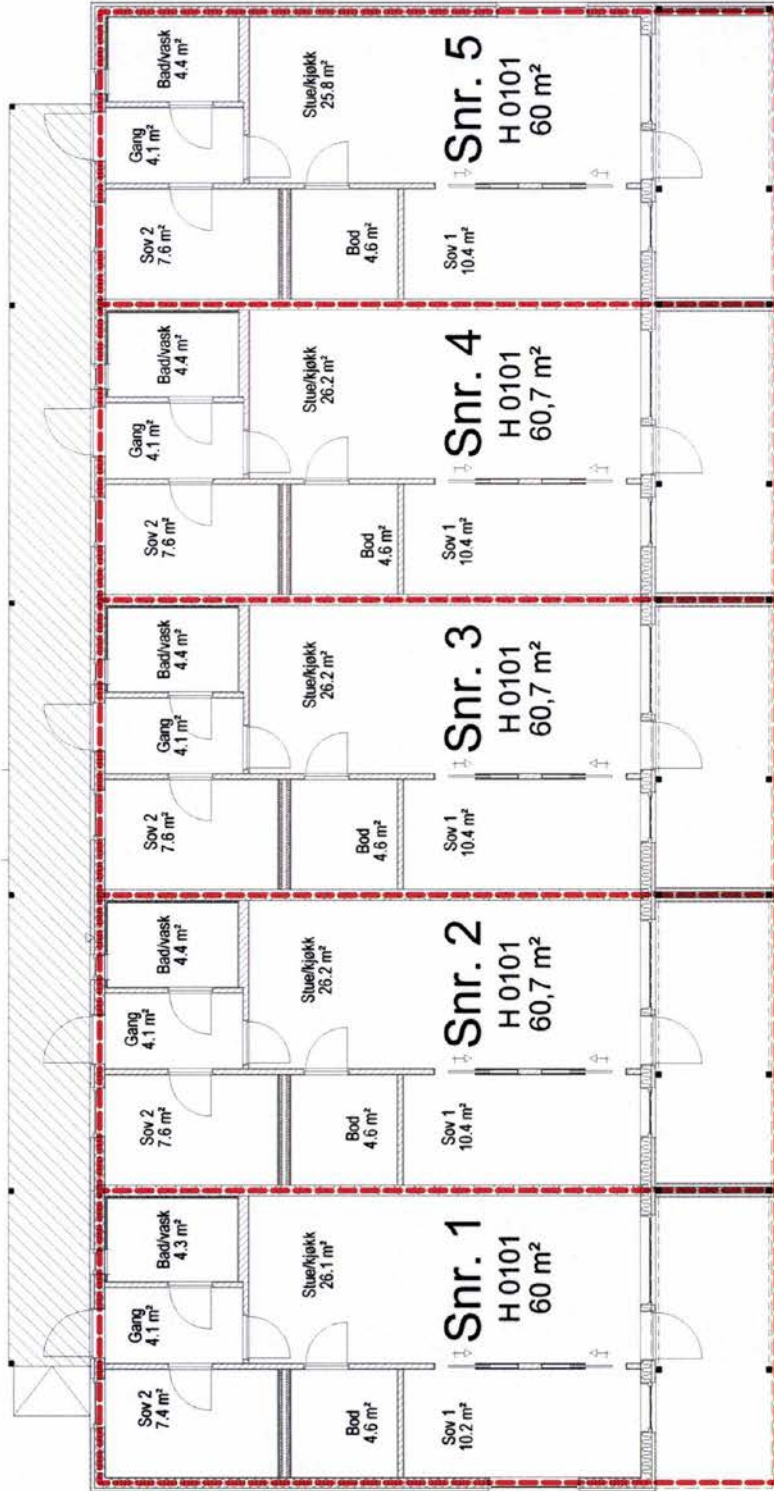 Bad/vask
4.4 m²
Gang
4.1 m²
Sov 2
7.6 m²
Stue/kjøkk
25.8 m²
Bod
4.6 m²
Sov 1
10.4 m²
Snr. 5
H 0101
60 m²
Bad/vask
4.4 m²
Gang
4.1 m²
Sov 2
7.6 m²
Stue/kjøkk
26.2 m²
Bod
4.6 m²
Sov 1
10.4 m²
Snr. 4
H 0101
60,7 m²
Bad/vask
4.4 m²
Gang
4.1 m²
Sov 2
7.6 m²
Stue/kjøkk
26.2 m²
Bod
4.6 m²
Sov 1
10.4 m²
Snr. 3
H 0101
60,7 m²
Bad/vask
4.4 m²
Gang
4.1 m²
Sov 2
7.6 m²
Stue/kjøkk
26.2 m²
Bod
4.6 m²
Sov 1
10.4 m²
Snr. 2
H 0101
60,7 m²
Bad/vask
4.3 m²
Gang
4.1 m²
Sov 2
7.4 m²
Stue/kjøkk
26.1 m²
Bod
4.6 m²
Sov 1
10.2 m²
Snr. 1
H 0101
60 m²